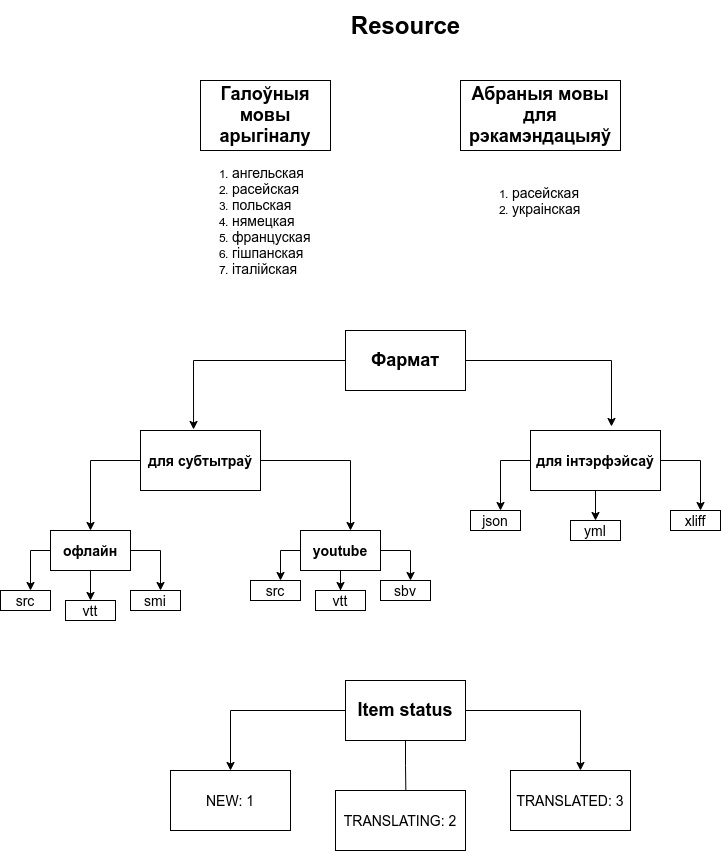 Resource
Галоўныя
мовы
арыгіналу
1. ангельская
2. расейская
3. польская
4. нямецкая
5. француская
6. гішпанская
7. італійская
Абраныя мовы
для
рэкамэндацыяў
1. расейская
2. украінская
Фармат
для субтытраў
для інтэрфэйсаў
json
yml
xliff
офлайн
youtube
src
vtt
smi
src
vtt
sbv
Item status
NEW: 1
TRANSLATING: 2
TRANSLATED: 3